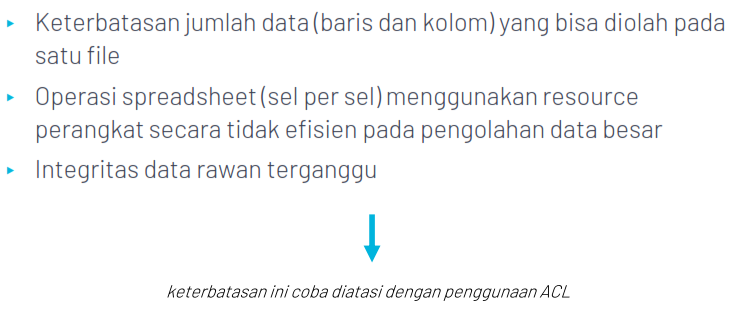 Keterbatasan jumlah data (baris dan kolom) yang bisa diolah pada
satu file
Operasi spreadsheet (sel per sel) menggunakan resource
perangkat secara tidak efisien pada pengolahan data besar
Integritas data rawan terganggu
keterbatasan ini coba diatasi dengan penggunaan ACL